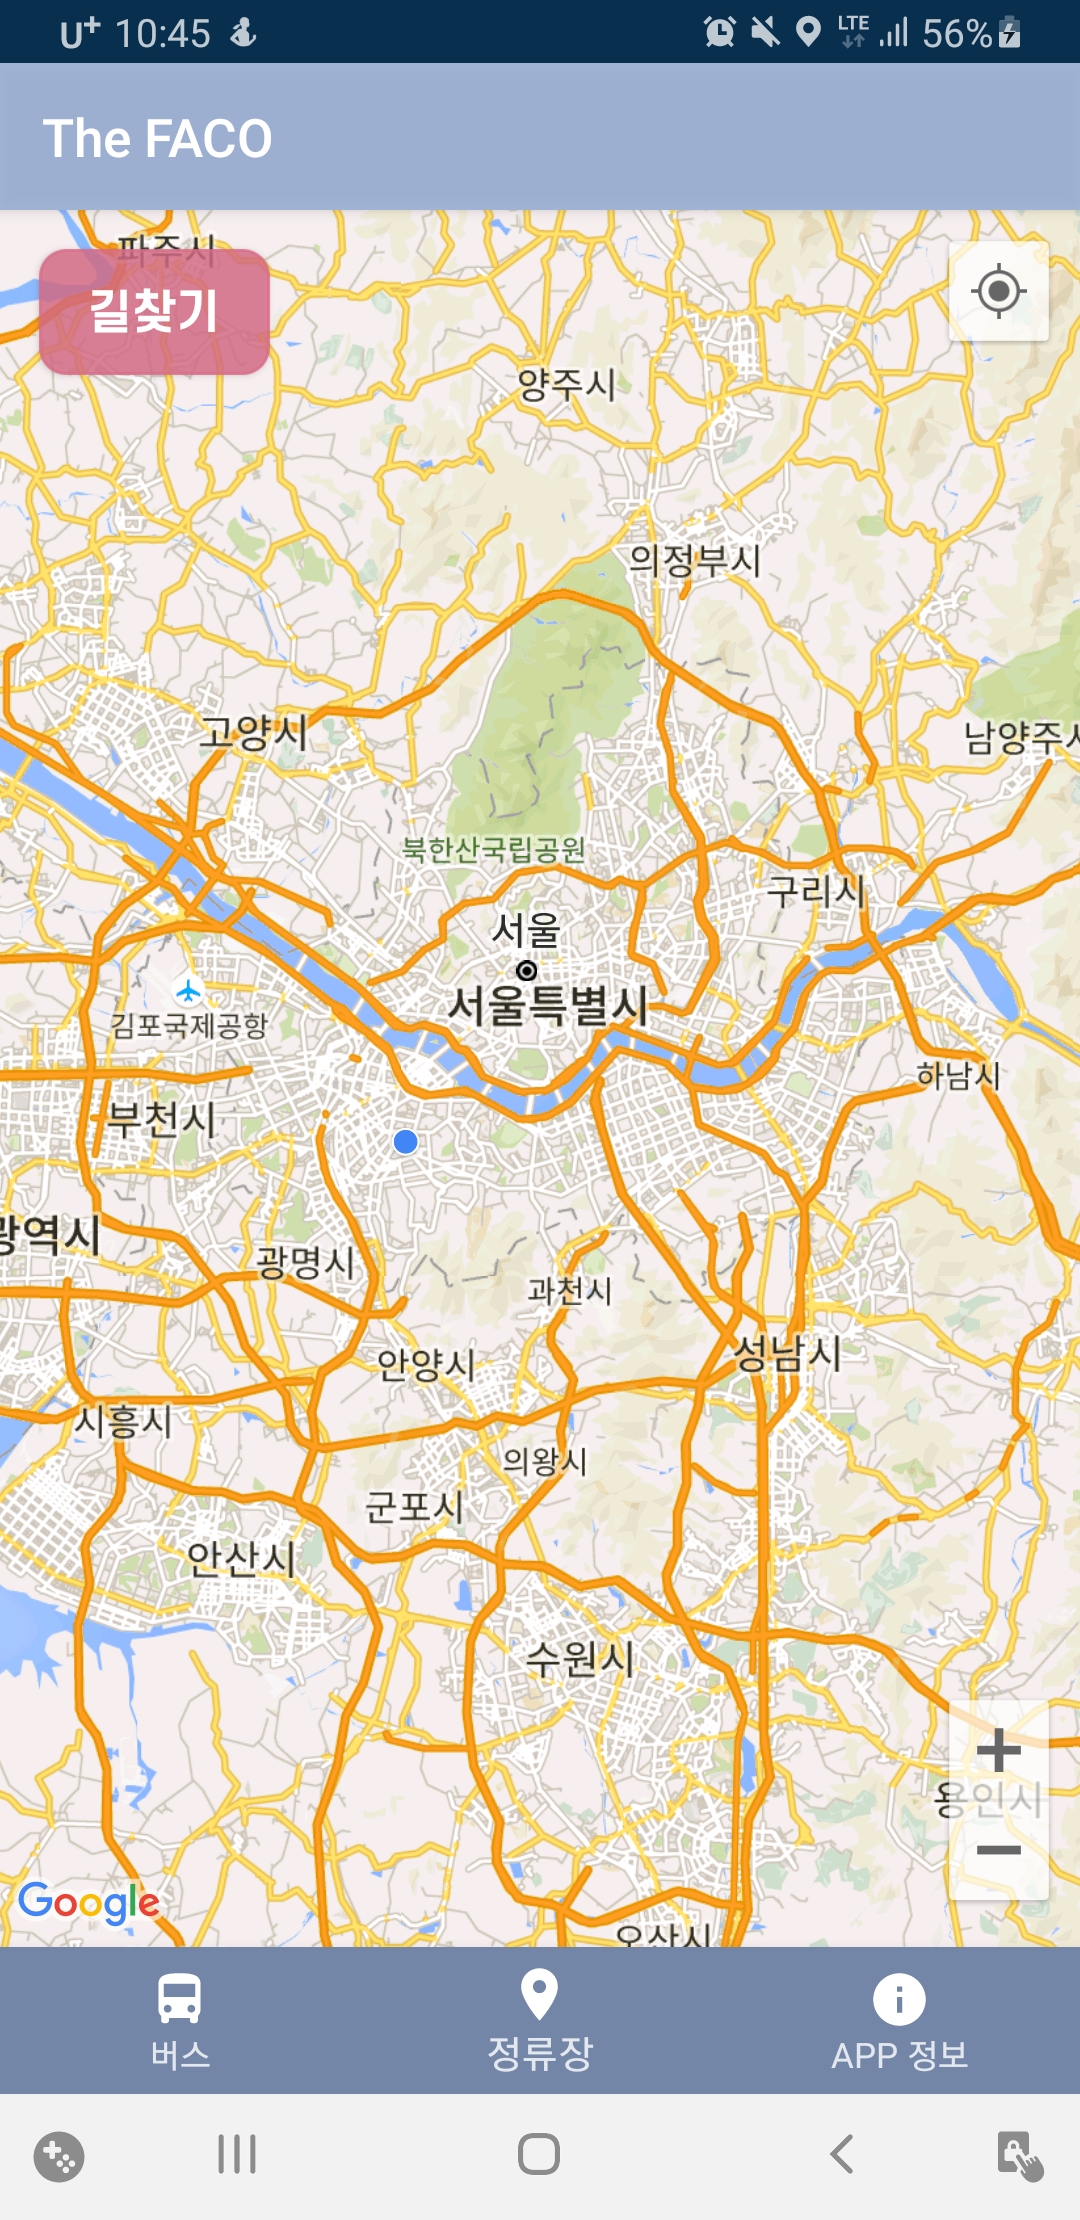 U+ 10:45 LTE 56%
The FACO
파주시
길찾기
양주시
의정부시
고양시
남양주시
북한산국립공원
구리시
서울
서울특별시
김포국제공항
하남시
부천시
광역시
광명시
과천시
성남시
안양시
시흥시
의왕시
군포시
안산시
수원시
+
용인시
−
Google
오산시
버스 정류장 APP 정보